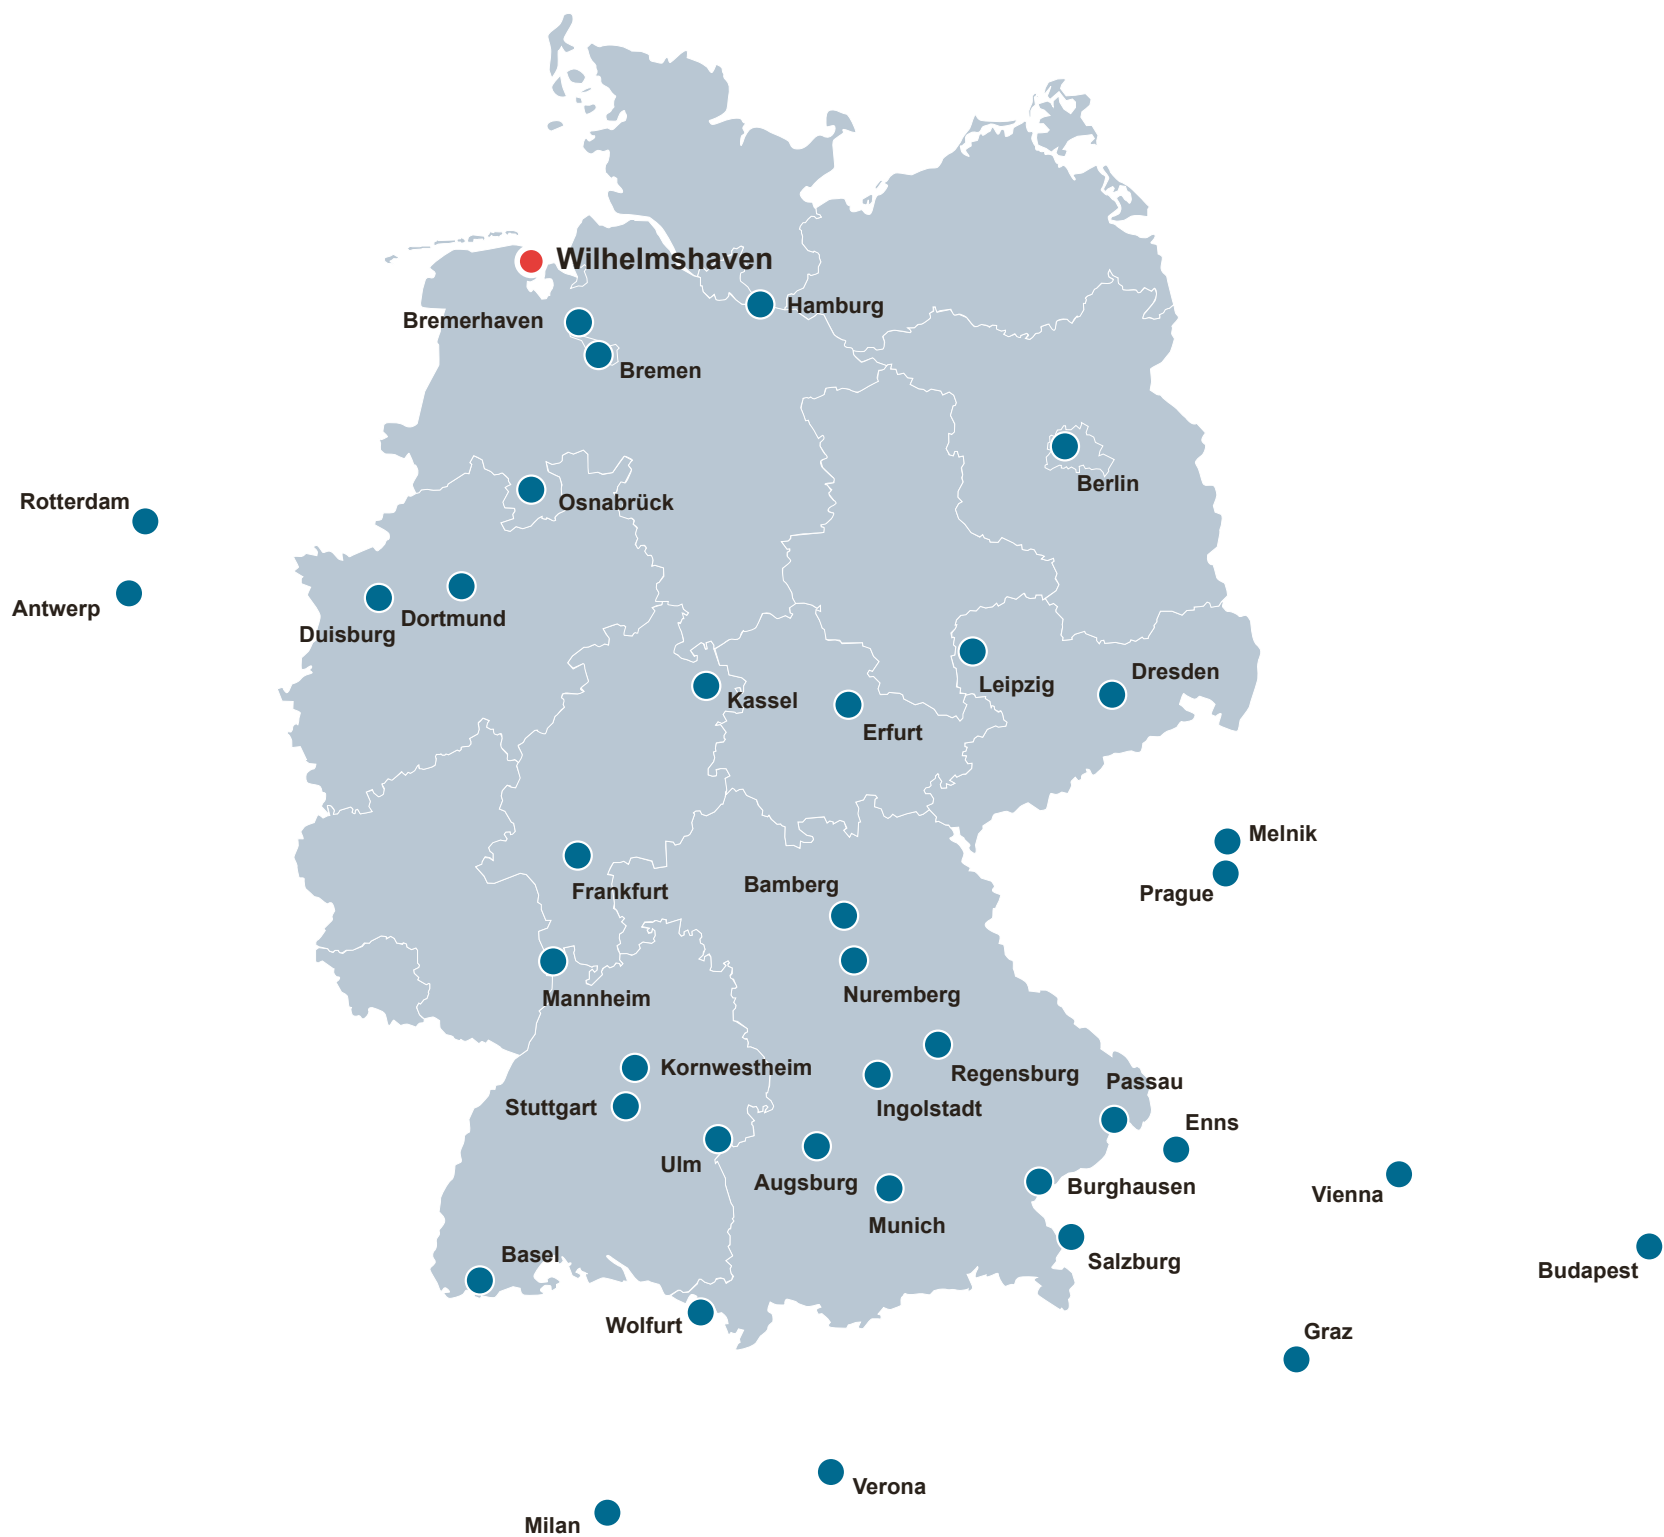 Wilhelmshaven
Hamburg
Bremerhaven
Bremen
Berlin
Rotterdam
Osnabrück
Antwerp
Dortmund
Duisburg
Dresden
Leipzig
Kassel
Erfurt
Melnik
Bamberg
Frankfurt
Prague
Nuremberg
Mannheim
Kornwestheim
Regensburg
Passau
Stuttgart
Ingolstadt
Enns
Ulm
Augsburg
Burghausen
Vienna
Munich
Basel
Salzburg
Budapest
Wolfurt
Graz
Verona
Milan